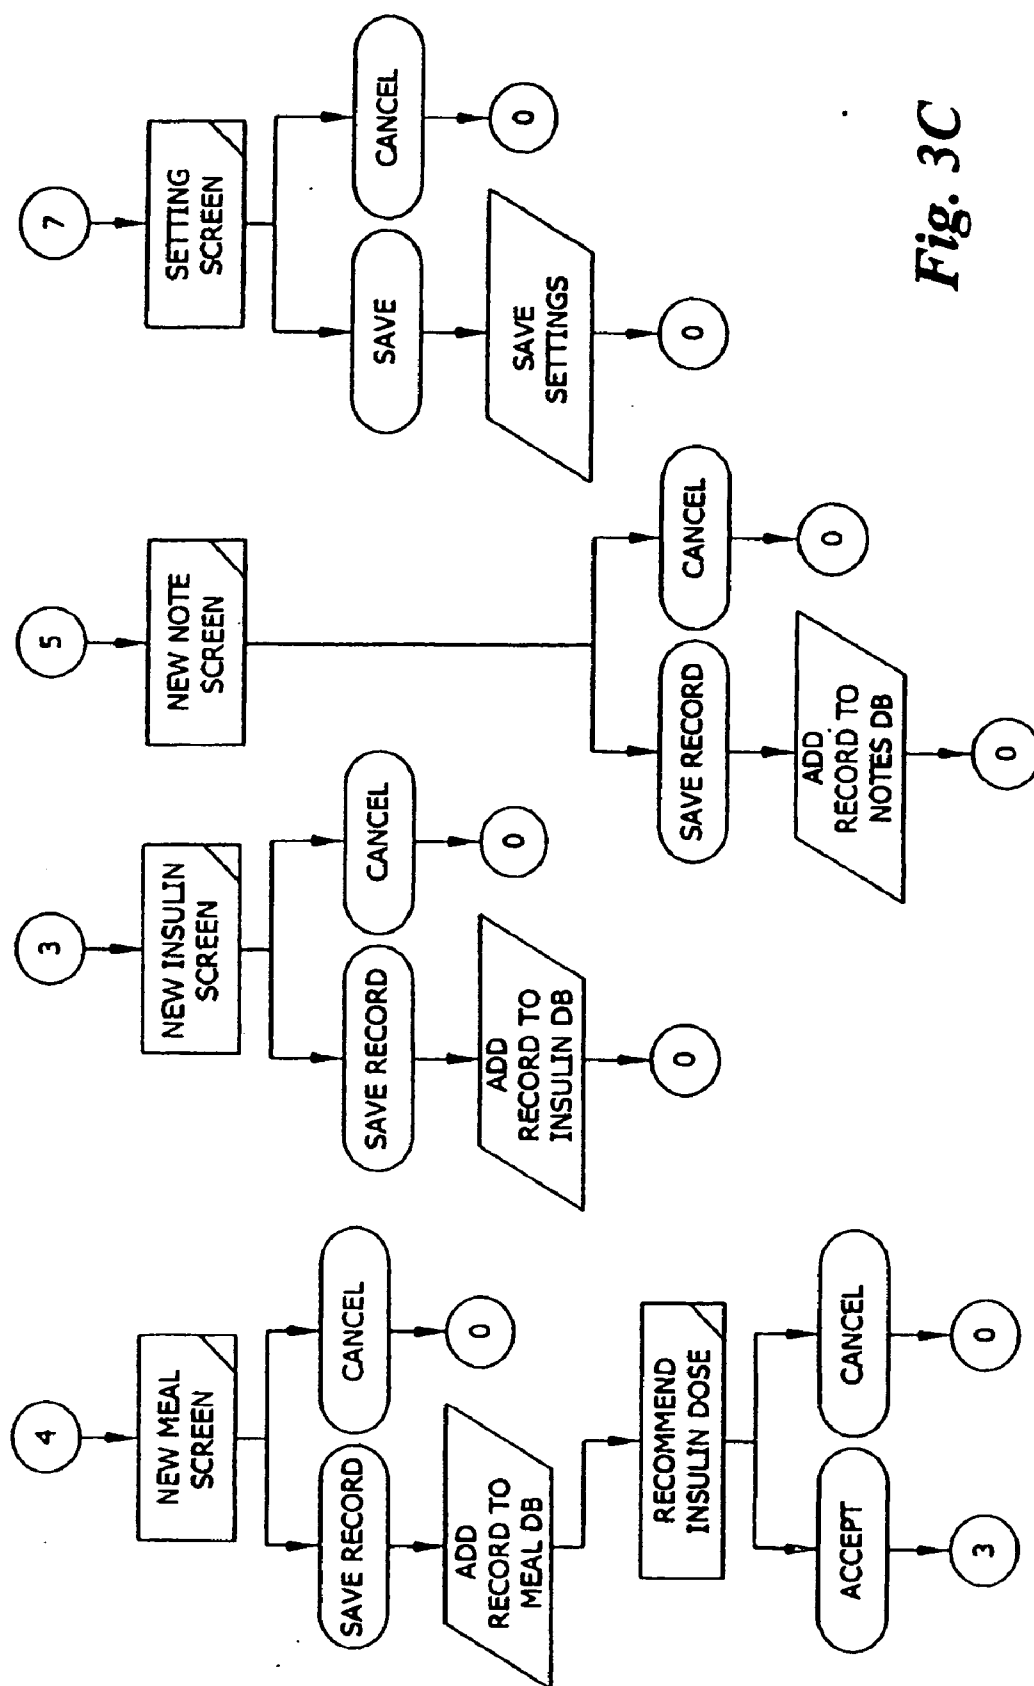 4
NEW MEAL
SCREEN
SAVE RECORD
CANCEL
0
ADD
RECORD TO
MEAL DB
RECOMMEND
INSULIN DOSE
ACCEPT
CANCEL
3
0
3
NEW INSULIN
SCREEN
SAVE RECORD
CANCEL
0
ADD
RECORD TO
INSULIN DB
0
5
NEW NOTE
SCREEN
SAVE RECORD
CANCEL
0
ADD
RECORD TO
NOTES DB
0
7
SETTING
SCREEN
SAVE
CANCEL
0
SAVE
SETTINGS
0
Fig. 3C